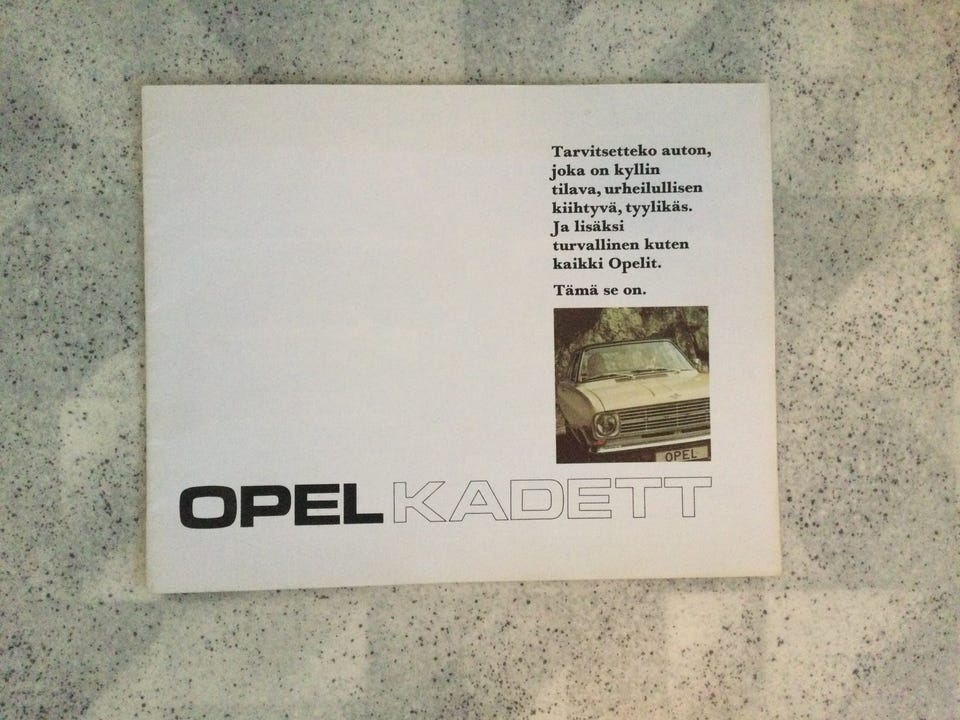 Tarvitsetteko auton,
joka on kyllin
tilava, urheilullisen
kiihtyvä, tyylikäs.
Ja lisäksi
turvallinen kuten
kaikki Opelit.
Tämä se on.
OPEL
OPEL KADETT